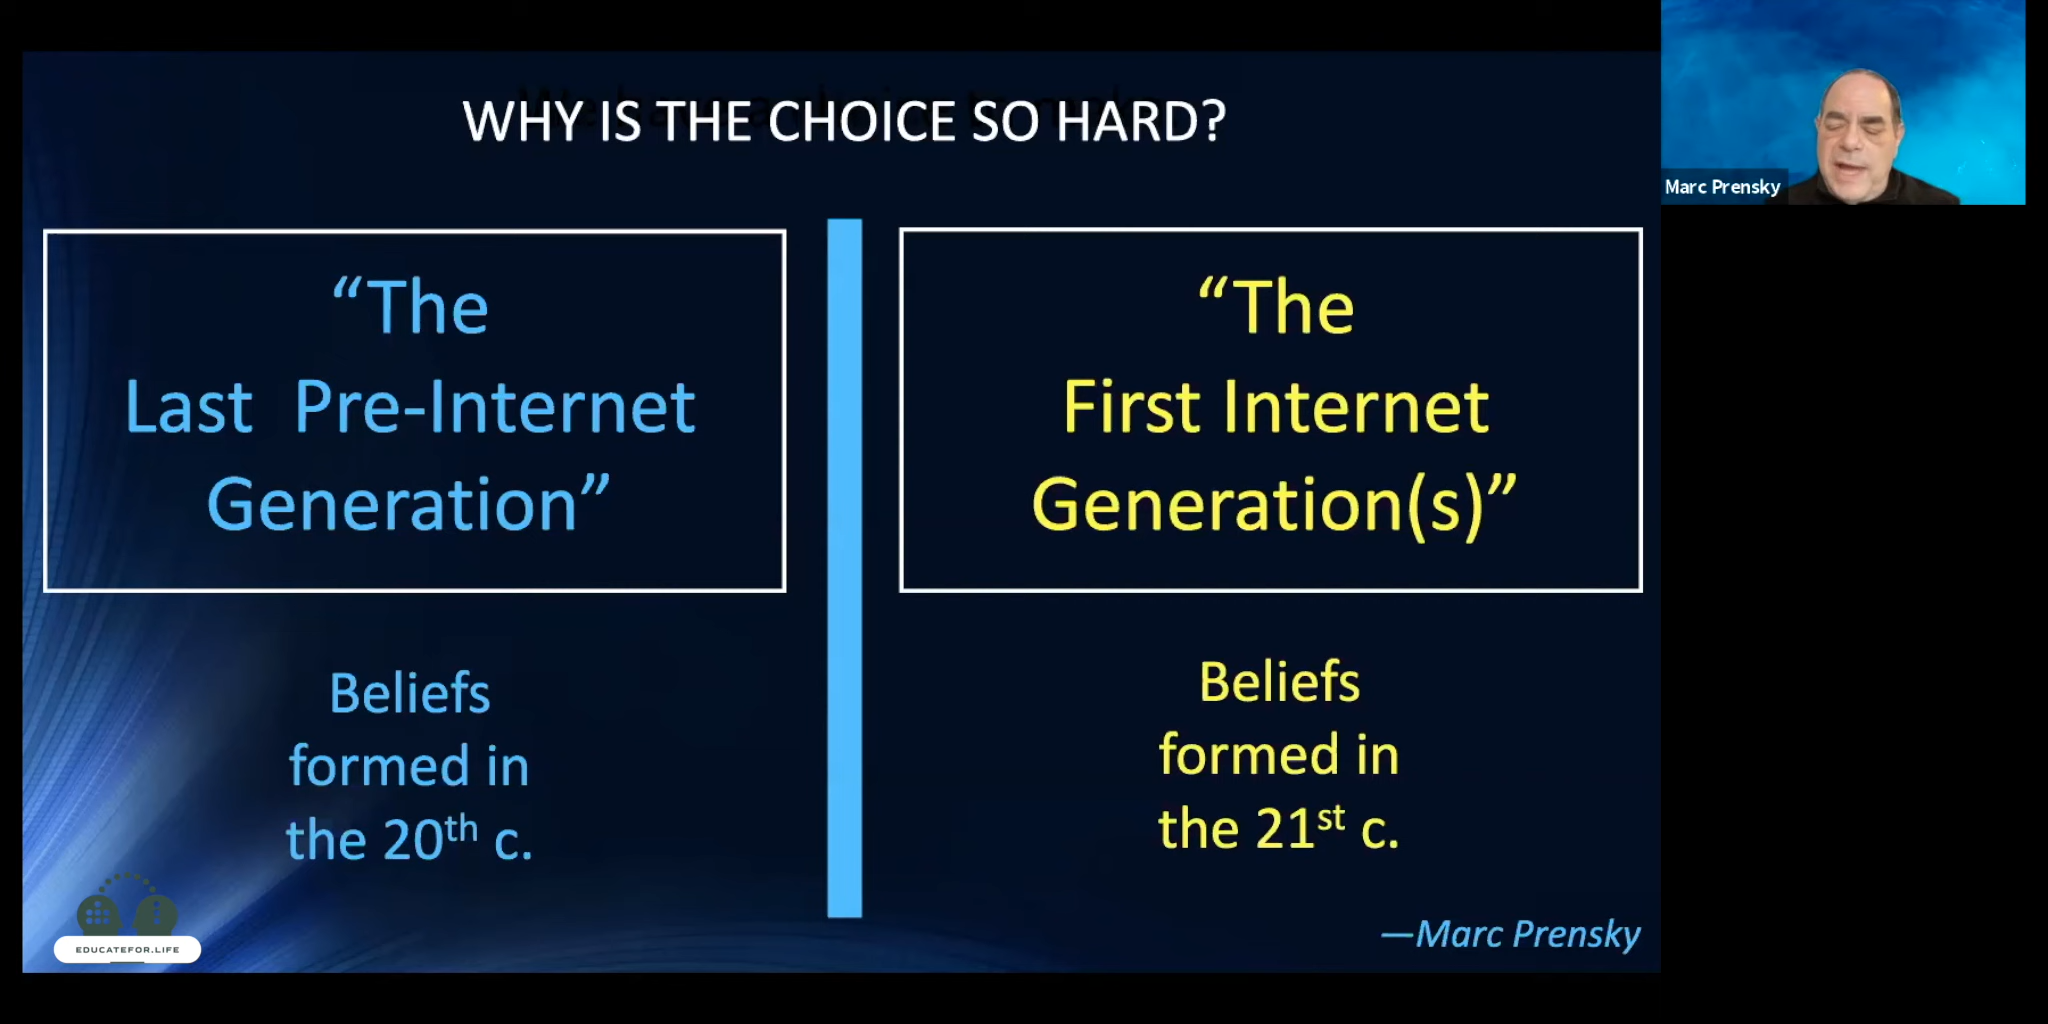 WHY IS THE CHOICE SO HARD?
Marc Prensky
“The
Last Pre-Internet
Generation”
“The
First Internet
Generation(s)”
Beliefs
formed in
the 20th c.
Beliefs
formed in
the 21st c.
—Marc Prensky
EDUCATEFOR.LIFE